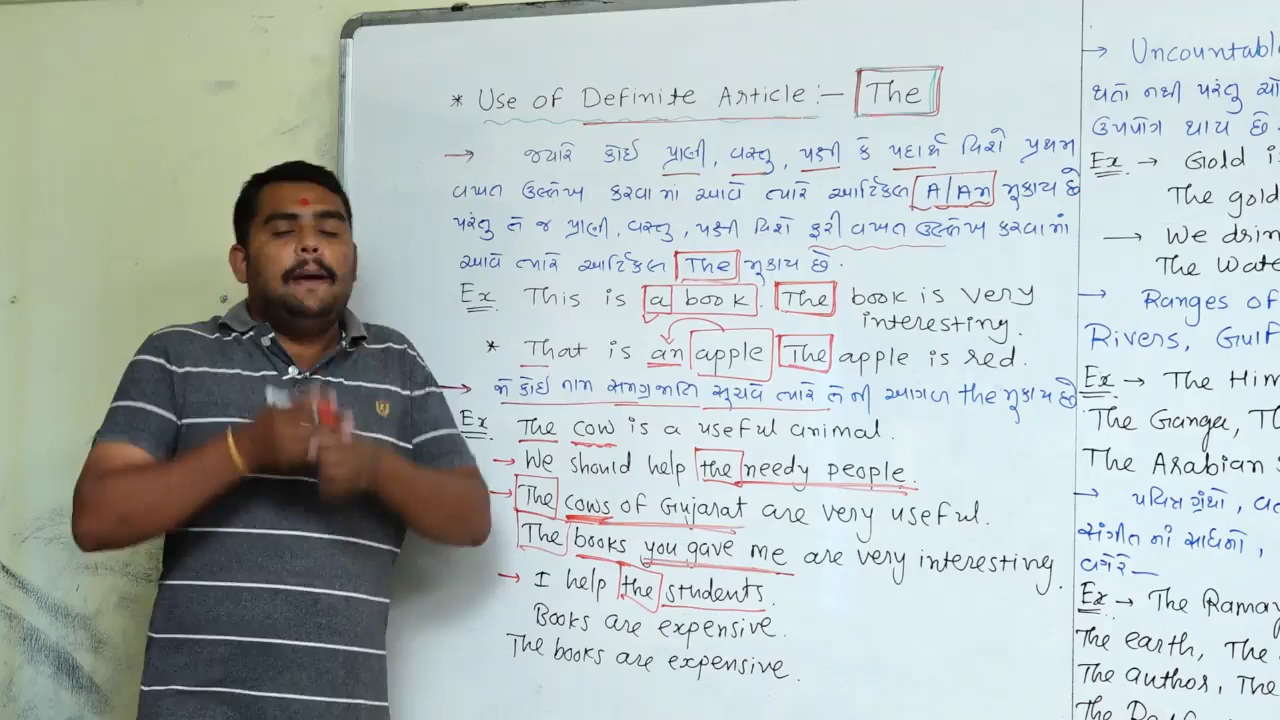 * Use of Definite Article :- The
→ જ્યારે કોઈ પ્રાણી, વસ્તુ, પક્ષી કે પદાર્થ વિશે પ્રથમ
વખત ઉલ્લેખ કરવામાં આવે ત્યારે આર્ટિકલ A/An મૂકાય છે
પરંતુ તે જ પ્રાણી, વસ્તુ, પક્ષી વિશે ફરી વખત ઉલ્લેખ કરવામાં
આવે ત્યારે આર્ટિકલ The મૂકાય છે.
Ex This is a book. The book is very
interesting.
* That is an apple The apple is red.
→ જે કોઈ નામ સમગ્રજાતિ સૂચવે ત્યારે તેની આગળ the મૂકાય છે
Ex The cow is a useful animal.
→ We should help the needy people.
→ The cows of Gujarat are very useful.
The books you gave me are very interesting.
→ I help the students.
Books are expensive.
The books are expensive.
→ Uncountable
થતો નથી પરંતુ
ઉપયોગ થાય છે.
Ex → Gold
The gold
→ We
The Wate
→ Ranges of
Rivers, Gulf
Ex → The Him
The Ganga,
The Arabian
→ પવિત્ર ગ્રંથો,
સંગીતનાં સાધનો,
વગેરે —
Ex → The Ramay
The earth, The
The author, The
The